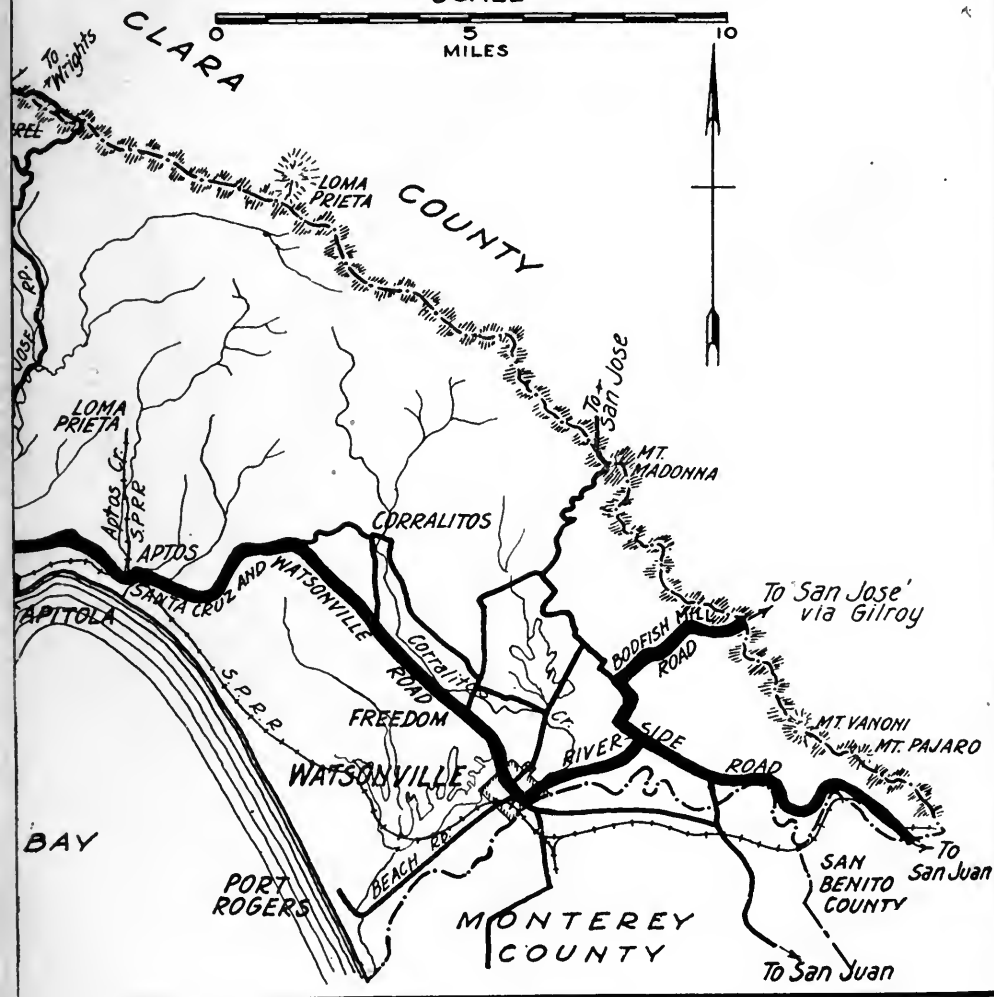 0 5 10
MILES
CLARA
To Wrights
LOMA
PRIETA
COUNTY
JOSE RD.
To
San Jose
LOMA
PRIETA
MT.
MADONNA
Aptos Cr.
S.P.R.R.
CORRALITOS
APTOS
SANTA CRUZ AND WATSONVILLE ROAD
To San Jose
via Gilroy
BODFISH MILL
ROAD
APITOLA
Corralitos Cr.
S.P.R.R.
FREEDOM
MT. VANONI
MT. PAJARO
RIVER-SIDE ROAD
WATSONVILLE
BAY
BEACH RD.
To
San Juan
SAN
BENITO
COUNTY
PORT
ROGERS
MONTEREY
COUNTY
To San Juan